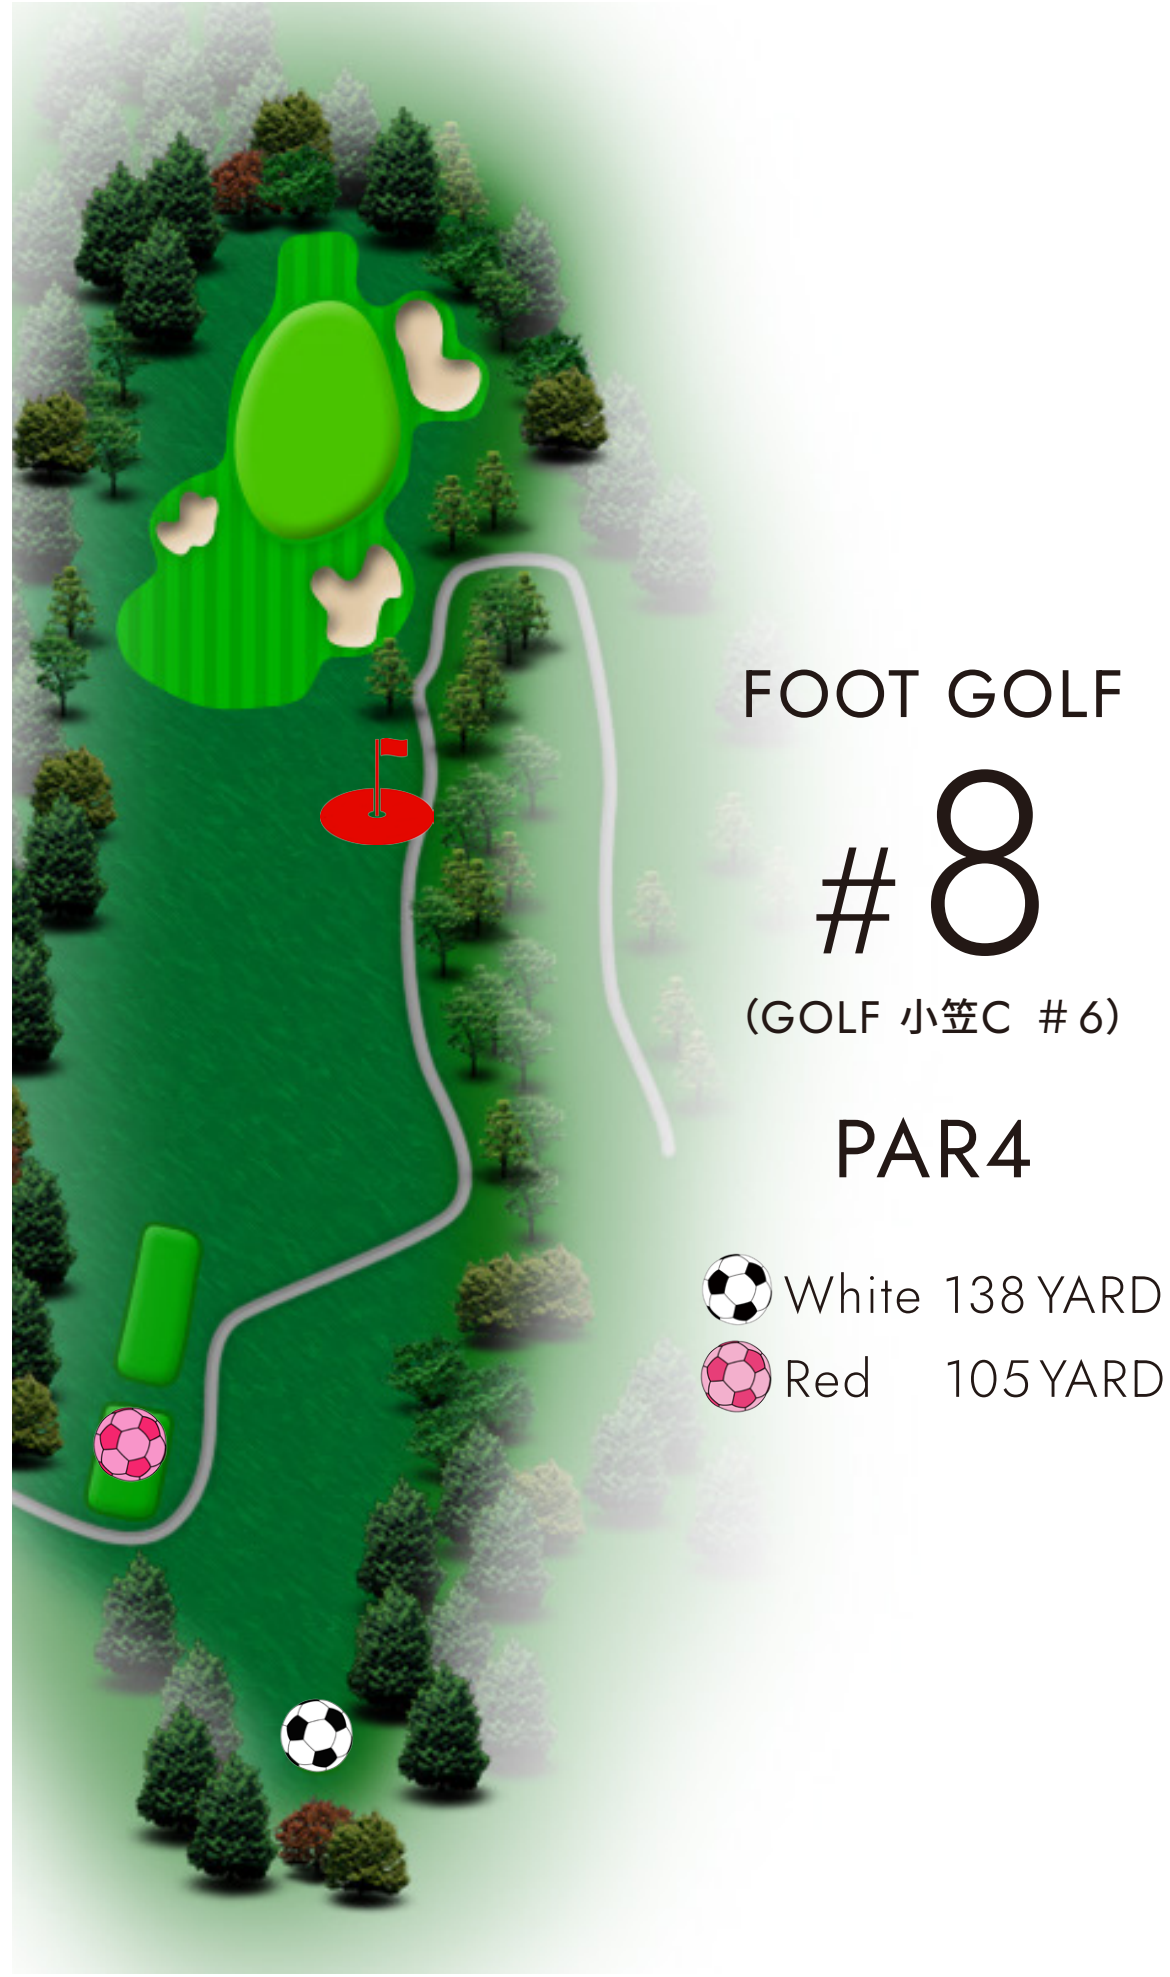 FOOT GOLF
#8
(GOLF 小笠C #6)
PAR4
White 138 YARD
Red 105 YARD